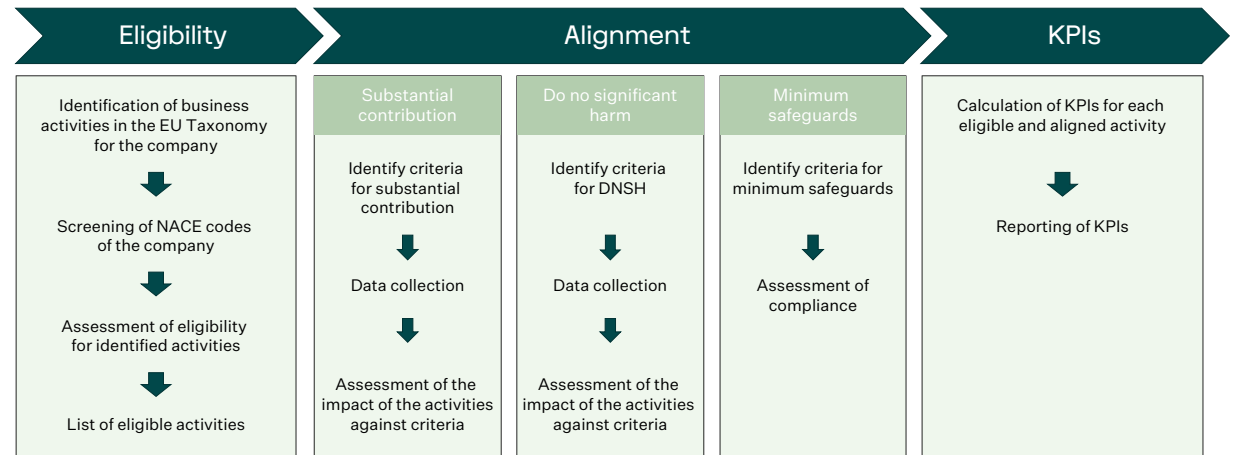 Eligibility
Alignment
KPIs
Identification of business
activities in the EU Taxonomy
for the company
Screening of NACE codes
of the company
Assessment of eligibility
for identified activities
List of eligible activities
Substantial
contribution
Identify criteria
for substantial
contribution
Data collection
Assessment of the
impact of the activities
against criteria
Do no significant
harm
Identify criteria
for DNSH
Data collection
Assessment of the
impact of the activities
against criteria
Minimum
safeguards
Identify criteria for
minimum safeguards
Assessment of
compliance
Calculation of KPIs for each
eligible and aligned activity
Reporting of KPIs